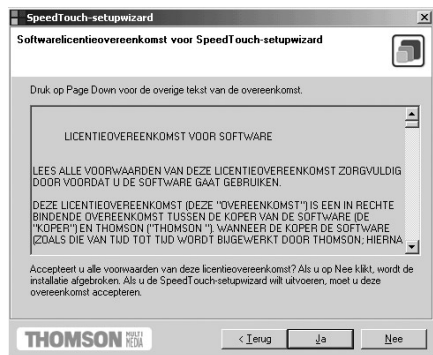 SpeedTouch-setupwizard
Softwarelicentieovereenkomst voor SpeedTouch-setupwizard
Druk op Page Down voor de overige tekst van de overeenkomst.
LICENTIEOVEREENKOMST VOOR SOFTWARE
LEES ALLE VOORWAARDEN VAN DEZE LICENTIEOVEREENKOMST ZORGVULDIG
DOOR VOORDAT U DE SOFTWARE GAAT GEBRUIKEN.
DEZE LICENTIEOVEREENKOMST (DEZE "OVEREENKOMST") IS EEN IN RECHTE
BINDENDE OVEREENKOMST TUSSEN DE KOPER VAN DE SOFTWARE (DE
"KOPER") EN THOMSON ("THOMSON "). WANNEER DE KOPER DE SOFTWARE
(ZOALS DIE VAN TIJD TOT TIJD WORDT BIJGEWERKT DOOR THOMSON; HIERNA
Accepteert u alle voorwaarden van deze licentieovereenkomst? Als u op Nee klikt, wordt de
installatie afgebroken. Als u de SpeedTouch-setupwizard wilt uitvoeren, moet u deze
overeenkomst accepteren.
THOMSON MULTI MEDIA
< Terug Ja Nee